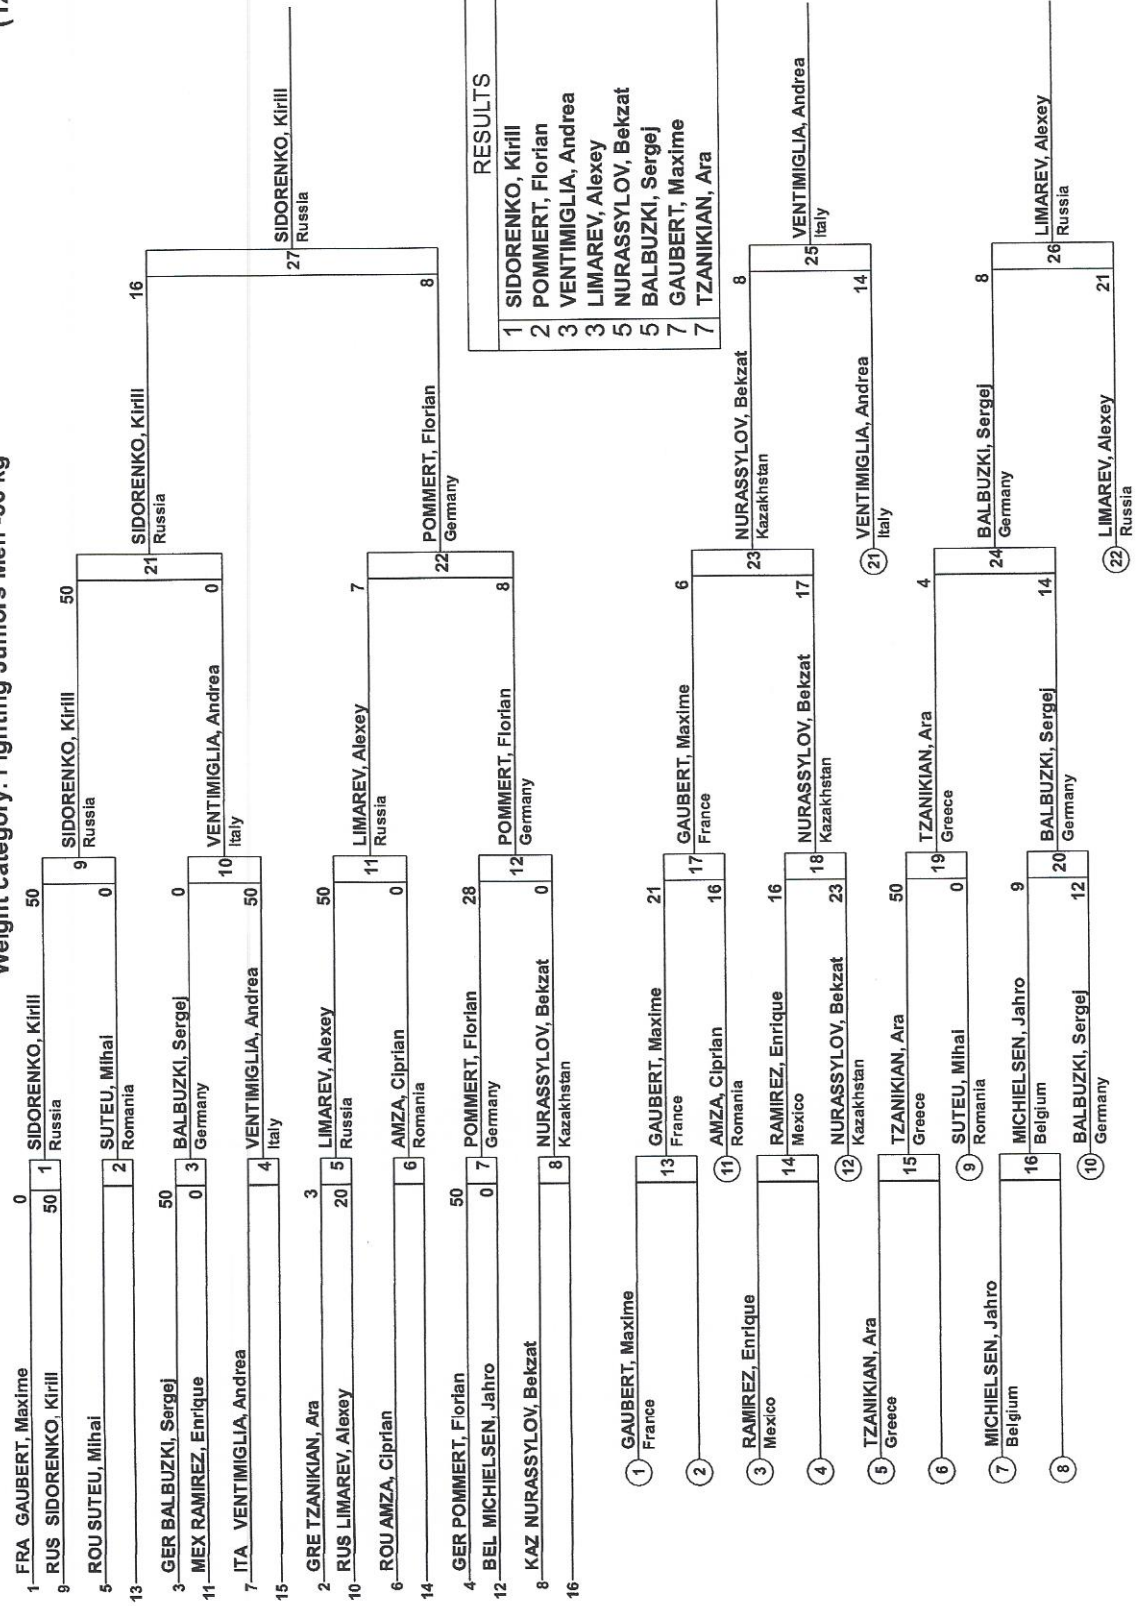 1 FRA GAUBERT, Maxime
9 RUS SIDORENKO, Kirill
0
50
1
5 ROU SUTEU, Mihai
13
2
3 GER BALBUZKI, Sergej
11 MEX RAMIREZ, Enrique
50
0
3
7 ITA VENTIMIGLIA, Andrea
15
4
2 GRE TZANIKIAN, Ara
10 RUS LIMAREV, Alexey
3
20
5
6 ROU AMZA, Ciprian
14
6
4 GER POMMERT, Florian
12 BEL MICHIELSEN, Jahro
50
0
7
8 KAZ NURASSYLOV, Bekzat
16
8
SIDORENKO, Kirill
Russia
50
SUTEU, Mihai
Romania
0
9
BALBUZKI, Sergej
Germany
0
VENTIMIGLIA, Andrea
Italy
50
10
LIMAREV, Alexey
Russia
50
AMZA, Ciprian
Romania
0
11
POMMERT, Florian
Germany
28
NURASSYLOV, Bekzat
Kazakhstan
0
12
SIDORENKO, Kirill
Russia
50
VENTIMIGLIA, Andrea
Italy
0
21
LIMAREV, Alexey
Russia
7
POMMERT, Florian
Germany
8
22
SIDORENKO, Kirill
Russia
16
POMMERT, Florian
Germany
8
27
SIDORENKO, Kirill
Russia
RESULTS
1 SIDORENKO, Kirill
2 POMMERT, Florian
3 VENTIMIGLIA, Andrea
3 LIMAREV, Alexey
5 NURASSYLOV, Bekzat
5 BALBUZKI, Sergej
7 GAUBERT, Maxime
7 TZANIKIAN, Ara
1 GAUBERT, Maxime
France
2
13
3 RAMIREZ, Enrique
Mexico
4
14
5 TZANIKIAN, Ara
Greece
6
15
7 MICHIELSEN, Jahro
Belgium
8
16
GAUBERT, Maxime
France
21
11 AMZA, Ciprian
Romania
16
17
RAMIREZ, Enrique
Mexico
16
12 NURASSYLOV, Bekzat
Kazakhstan
23
18
TZANIKIAN, Ara
Greece
50
9 SUTEU, Mihai
Romania
0
19
MICHIELSEN, Jahro
Belgium
9
10 BALBUZKI, Sergej
Germany
12
20
GAUBERT, Maxime
France
6
NURASSYLOV, Bekzat
Kazakhstan
17
23
TZANIKIAN, Ara
Greece
4
BALBUZKI, Sergej
Germany
14
24
NURASSYLOV, Bekzat
Kazakhstan
8
21 VENTIMIGLIA, Andrea
Italy
14
25
BALBUZKI, Sergej
Germany
8
22 LIMAREV, Alexey
Russia
21
26
VENTIMIGLIA, Andrea
Italy
LIMAREV, Alexey
Russia